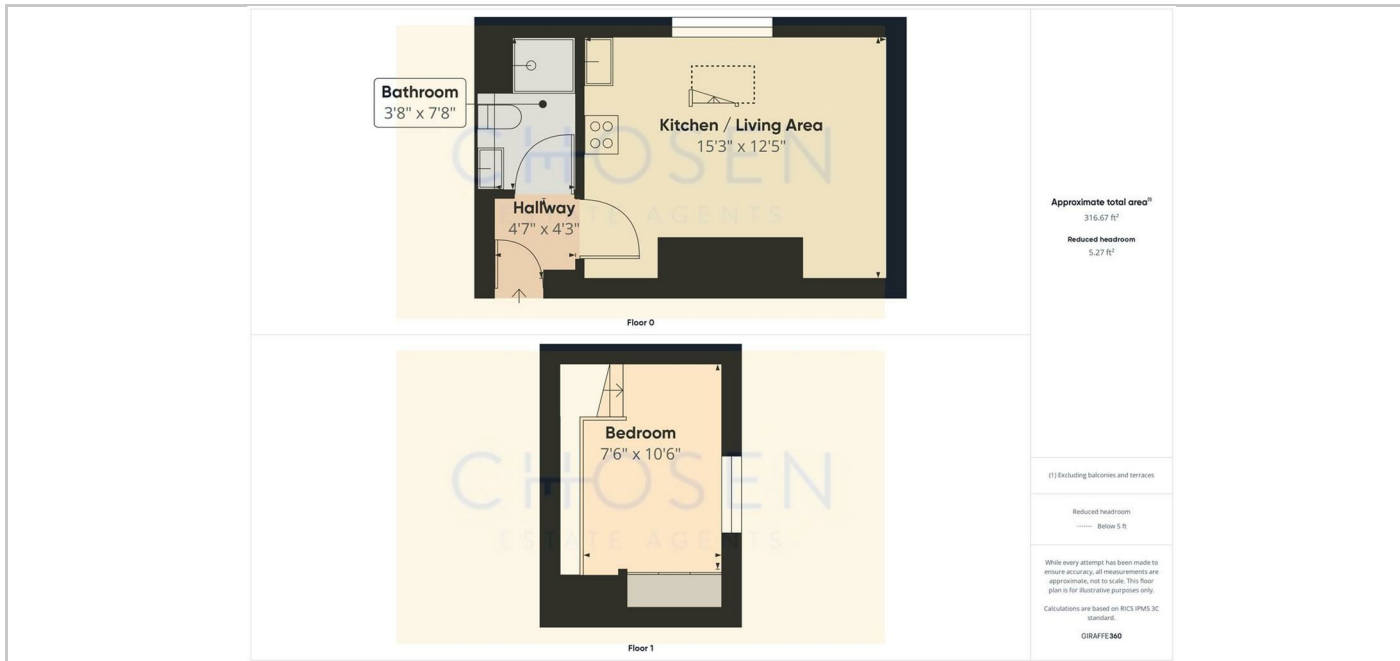 Bathroom
3'8" x 7'8"
Kitchen / Living Area
15'3" x 12'5"
Hallway
4'7" x 4'3"
CHOSEN
ESTATE AGENTS
Floor 0
Bedroom
7'6" x 10'6"
CHOSEN
ESTATE AGENTS
Floor 1
Approximate total area(1)
316.67 ft²
Reduced headroom
5.27 ft²
(1) Excluding balconies and terraces
Reduced headroom
Below 5 ft
While every attempt has been made to
ensure accuracy, all measurements are
approximate, not to scale. This floor
plan is for illustrative purposes only.
Calculations are based on RICS IPMS 3C
standard.
GIRAFFE360